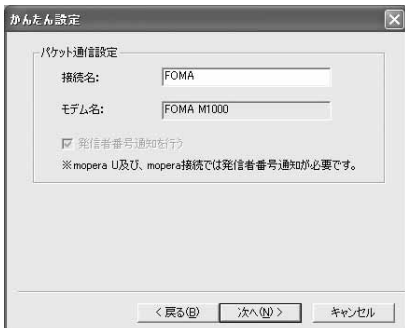 かんたん設定
パケット通信設定
接続名: FOMA
モデム名: FOMA M1000
発信者番号通知を行う
※mopera U及び、mopera接続では発信者番号通知が必要です。
< 戻る(B) 次へ(N) > キャンセル